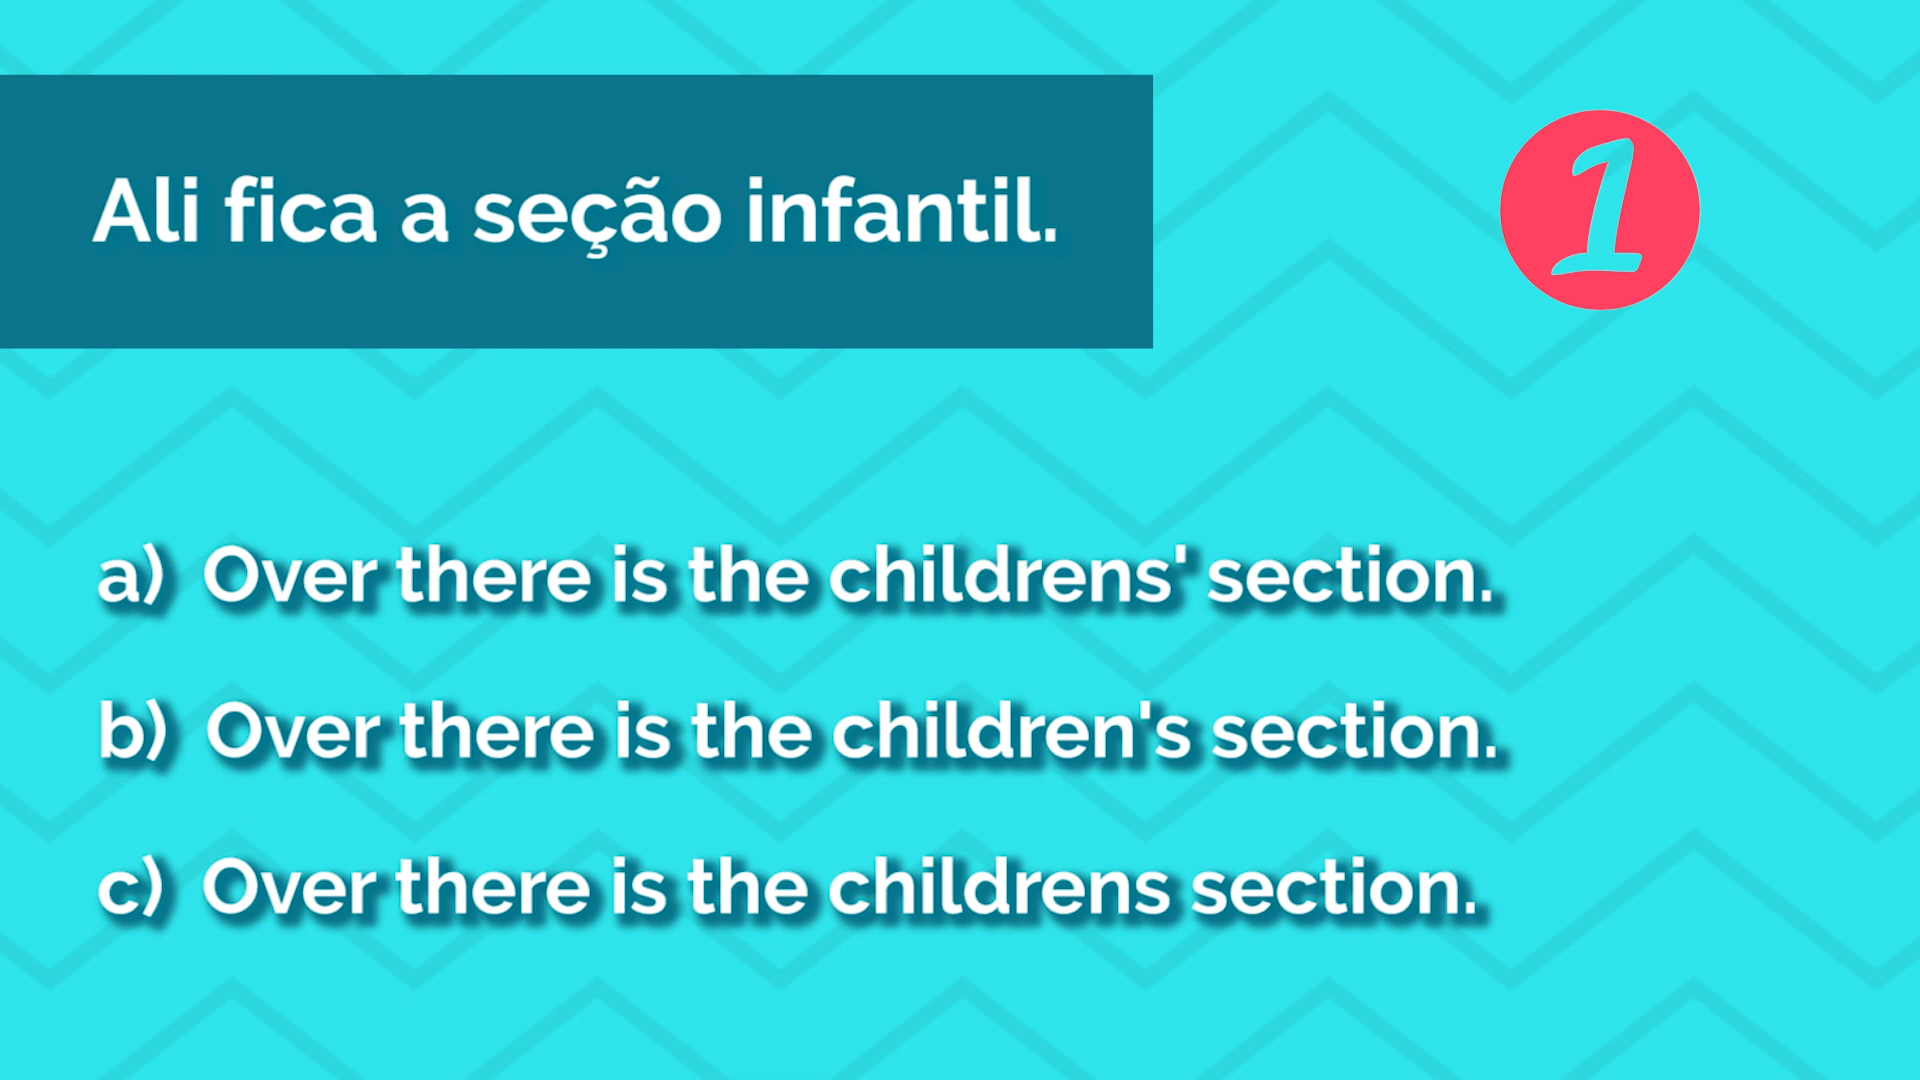 Ali fica a seção infantil.
1
a) Over there is the childrens' section.
b) Over there is the children's section.
c) Over there is the childrens section.